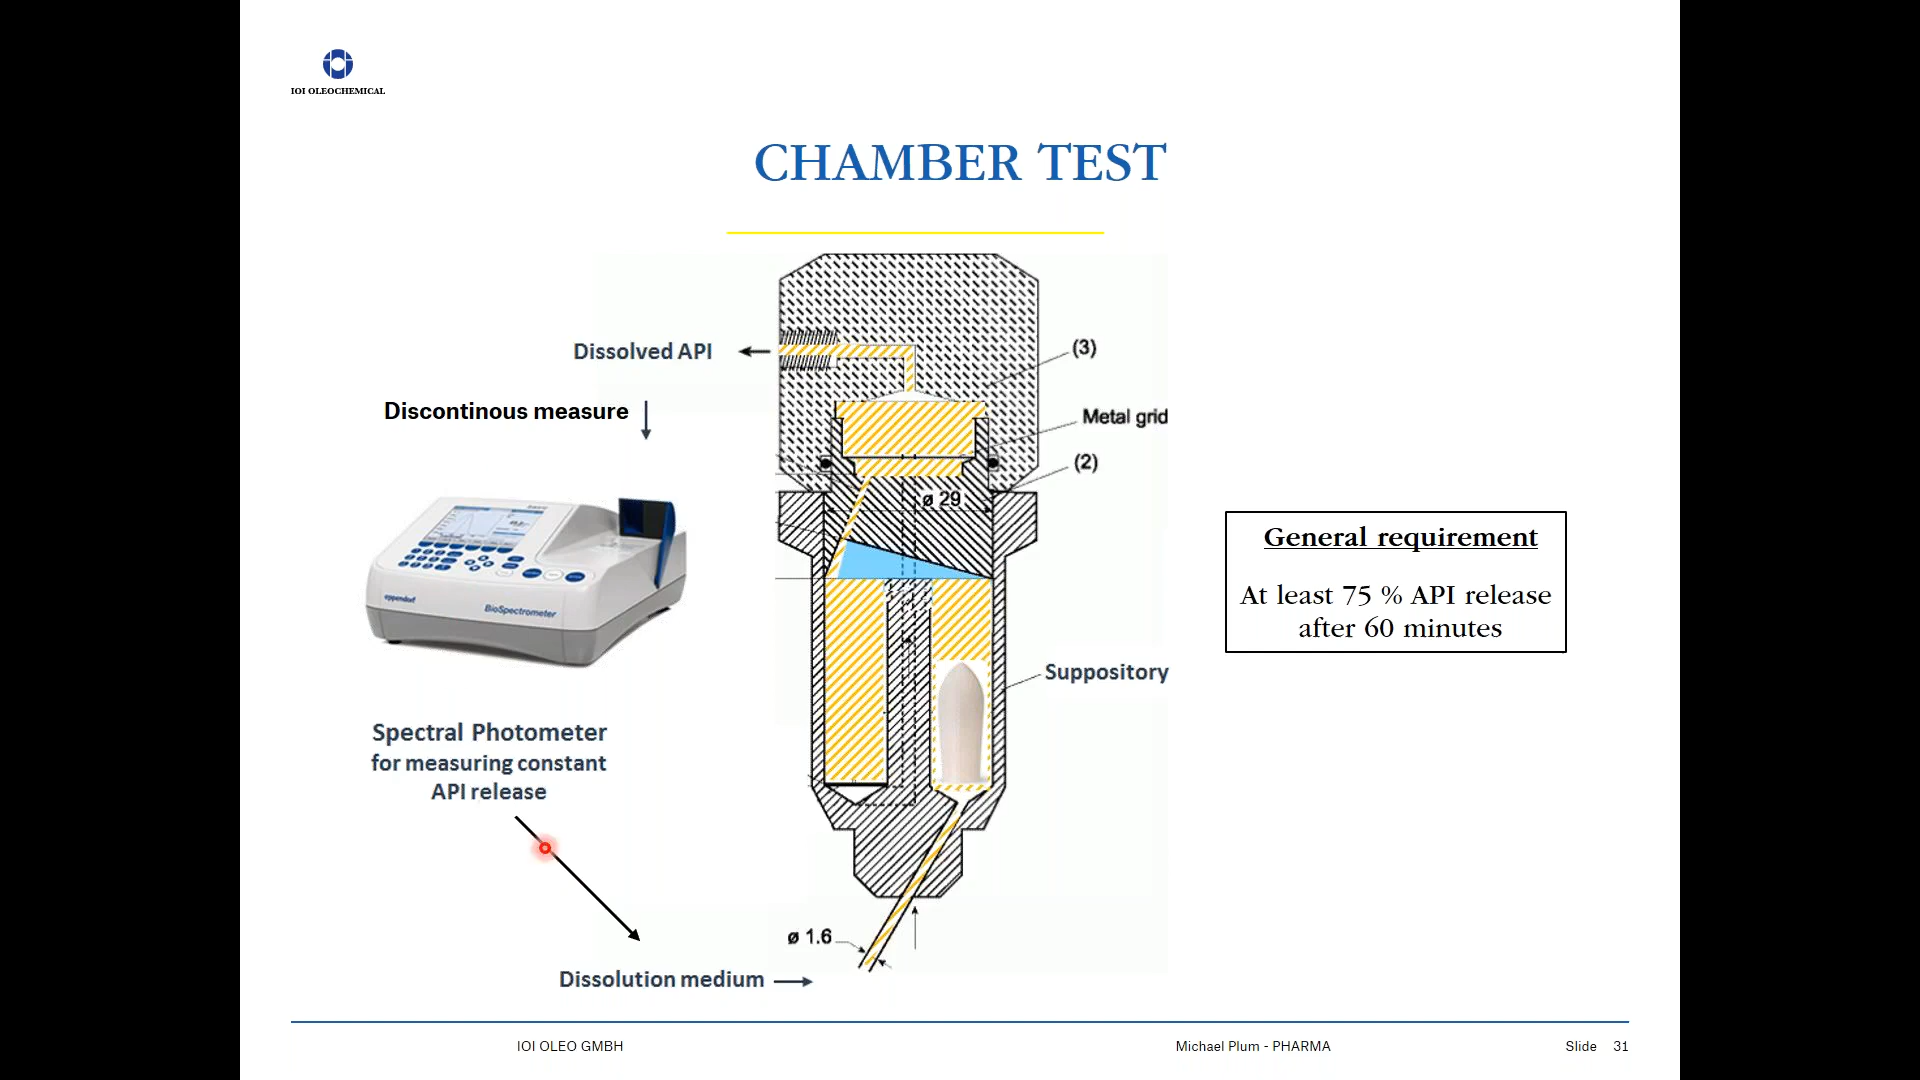 IOI OLEOCHEMICAL
CHAMBER TEST
Dissolved API
(3)
Discontinous measure
Metal grid
(2)
ø 29
General requirement
At least 75 % API release
after 60 minutes
eppendorf
BioSpectrometer
Suppository
Spectral Photometer
for measuring constant
API release
ø 1.6
Dissolution medium
IOI OLEO GMBH
Michael Plum - PHARMA
Slide 31